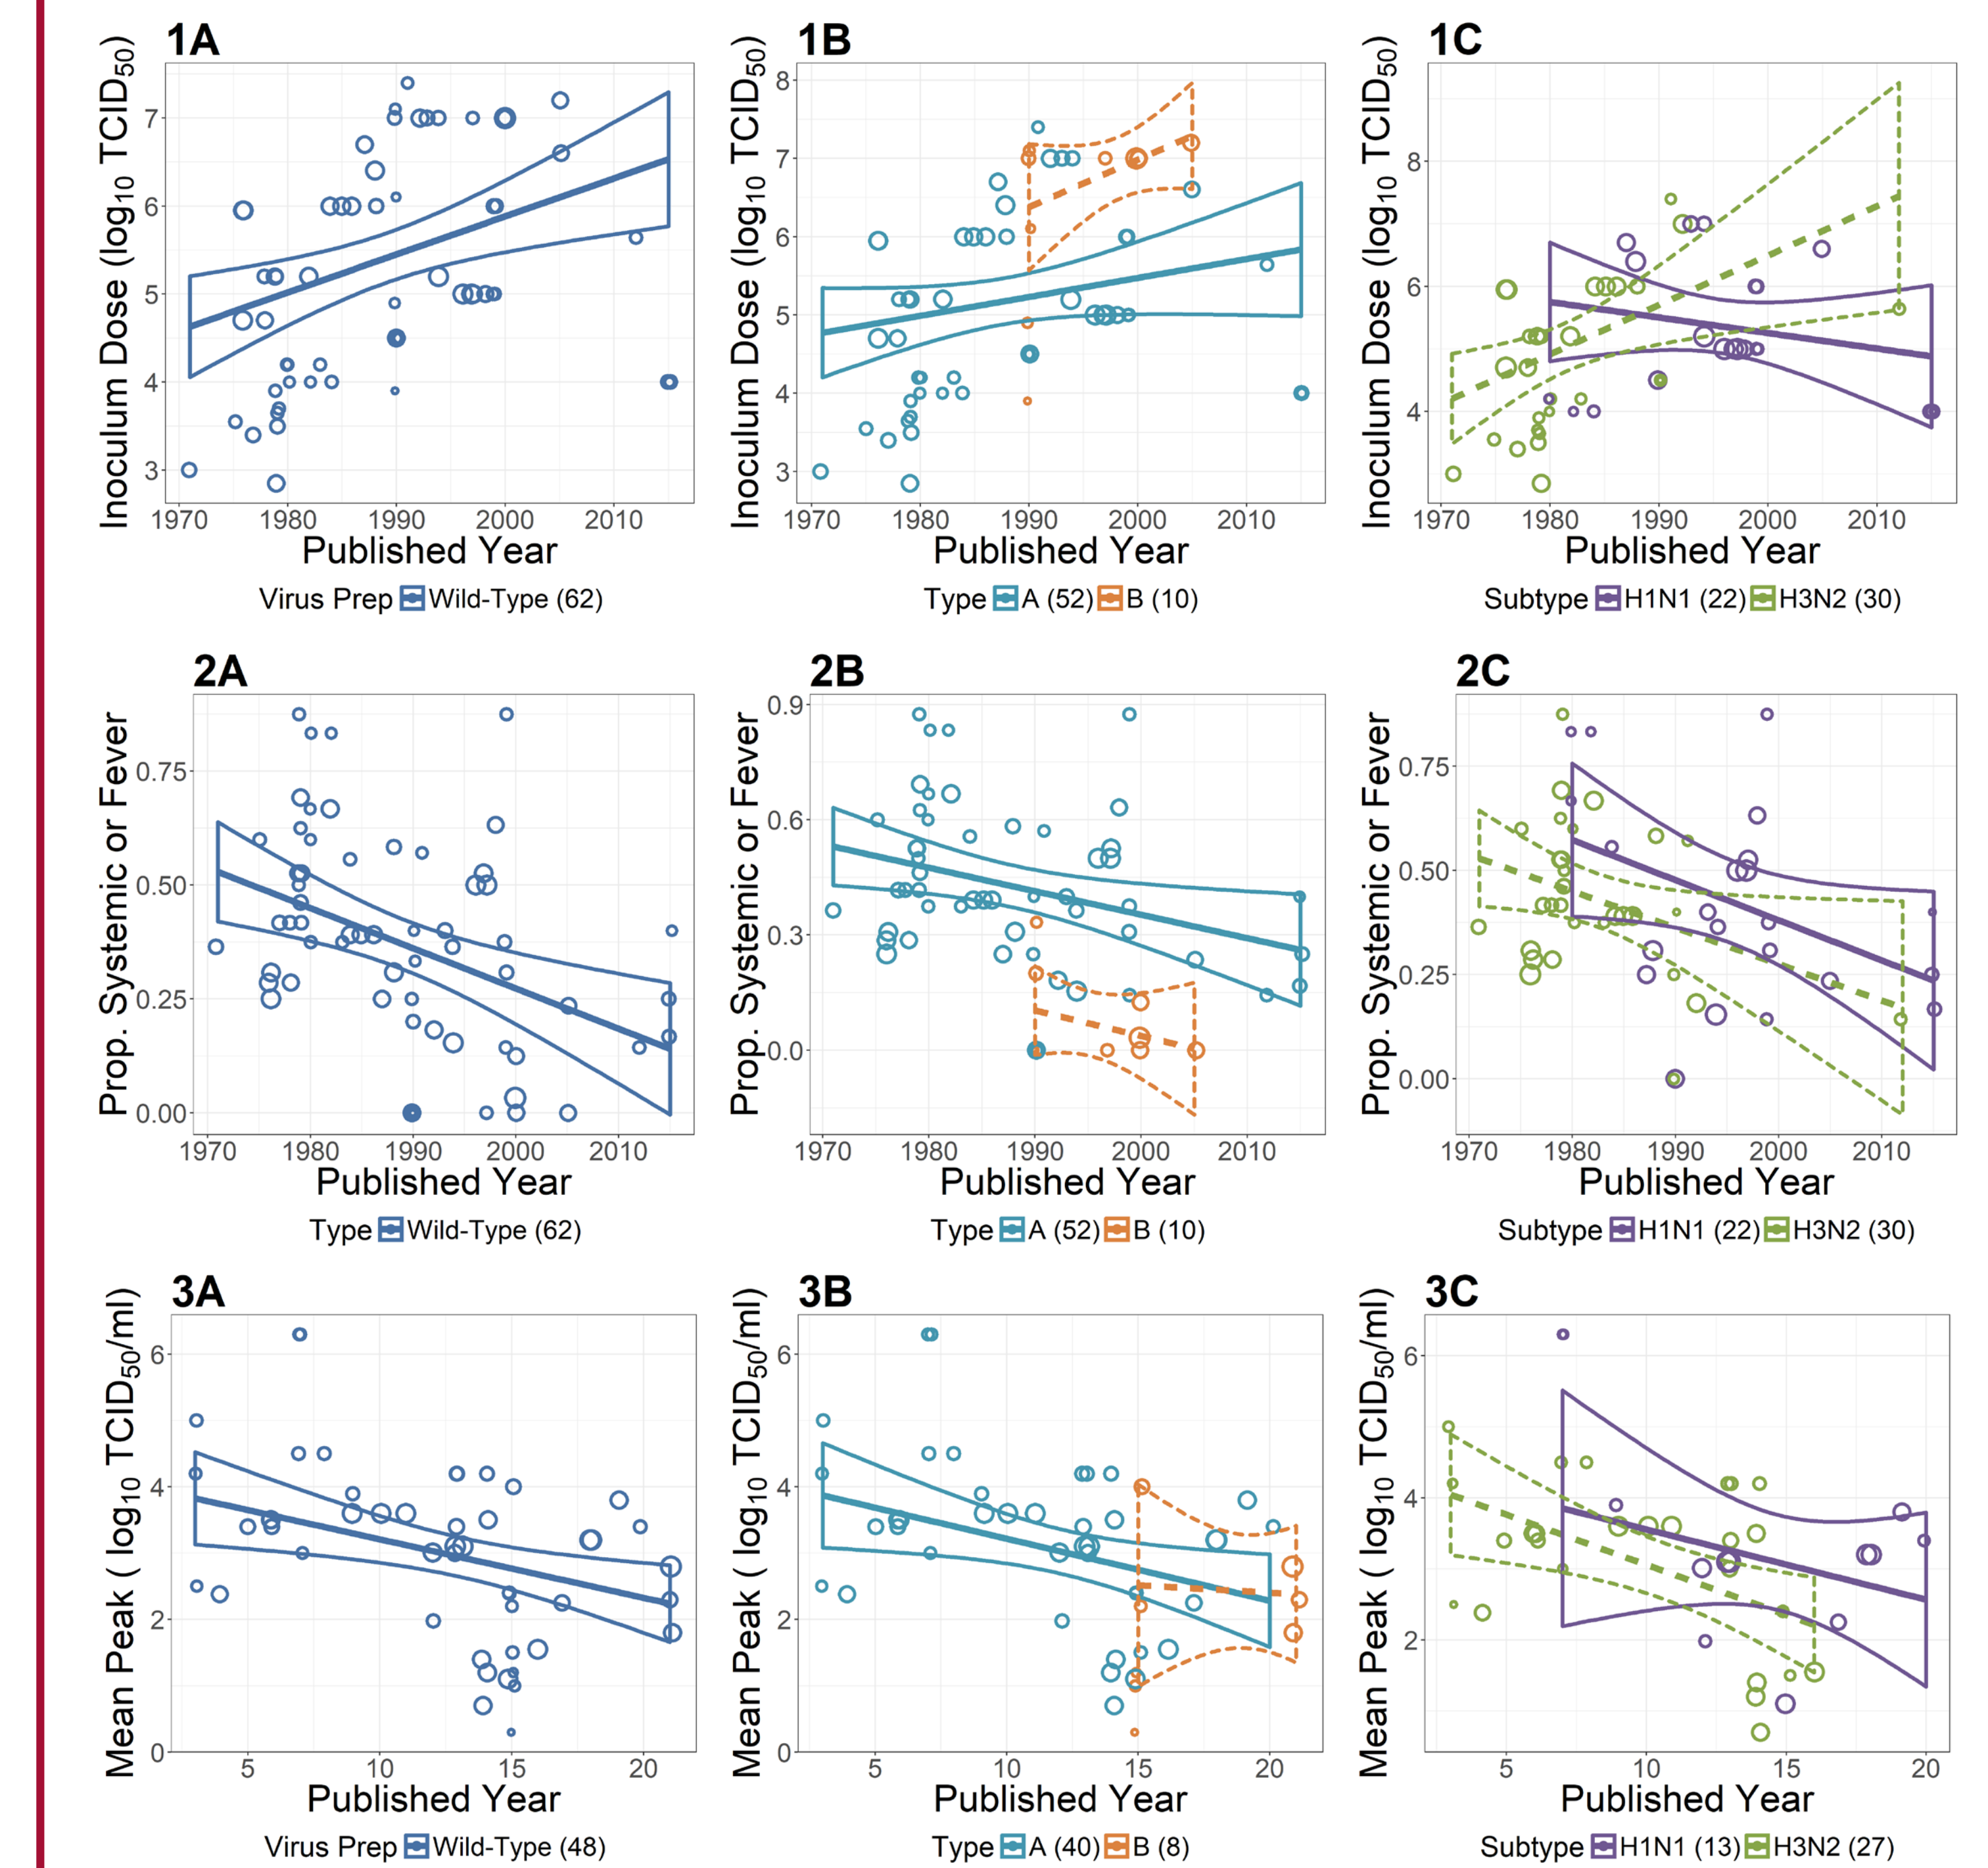 1A
Inoculum Dose (log10 TCID50)
7
6
5
4
3
1970 1980 1990 2000 2010
Published Year
Virus Prep Wild-Type (62)
1B
Inoculum Dose (log10 TCID50)
8
7
6
5
4
3
1970 1980 1990 2000 2010
Published Year
Type A (52) B (10)
1C
Inoculum Dose (log10 TCID50)
8
6
4
1970 1980 1990 2000 2010
Published Year
Subtype H1N1 (22) H3N2 (30)
2A
Prop. Systemic or Fever
0.75
0.50
0.25
0.00
1970 1980 1990 2000 2010
Published Year
Type Wild-Type (62)
2B
Prop. Systemic or Fever
0.9
0.6
0.3
0.0
1970 1980 1990 2000 2010
Published Year
Type A (52) B (10)
2C
Prop. Systemic or Fever
0.75
0.50
0.25
0.00
1970 1980 1990 2000 2010
Published Year
Subtype H1N1 (22) H3N2 (30)
3A
Mean Peak ( log10 TCID50/ml)
6
4
2
0
5 10 15 20
Published Year
Virus Prep Wild-Type (48)
3B
Mean Peak ( log10 TCID50/ml)
6
4
2
0
5 10 15 20
Published Year
Type A (40) B (8)
3C
Mean Peak ( log10 TCID50/ml)
6
4
2
5 10 15 20
Published Year
Subtype H1N1 (13) H3N2 (27)